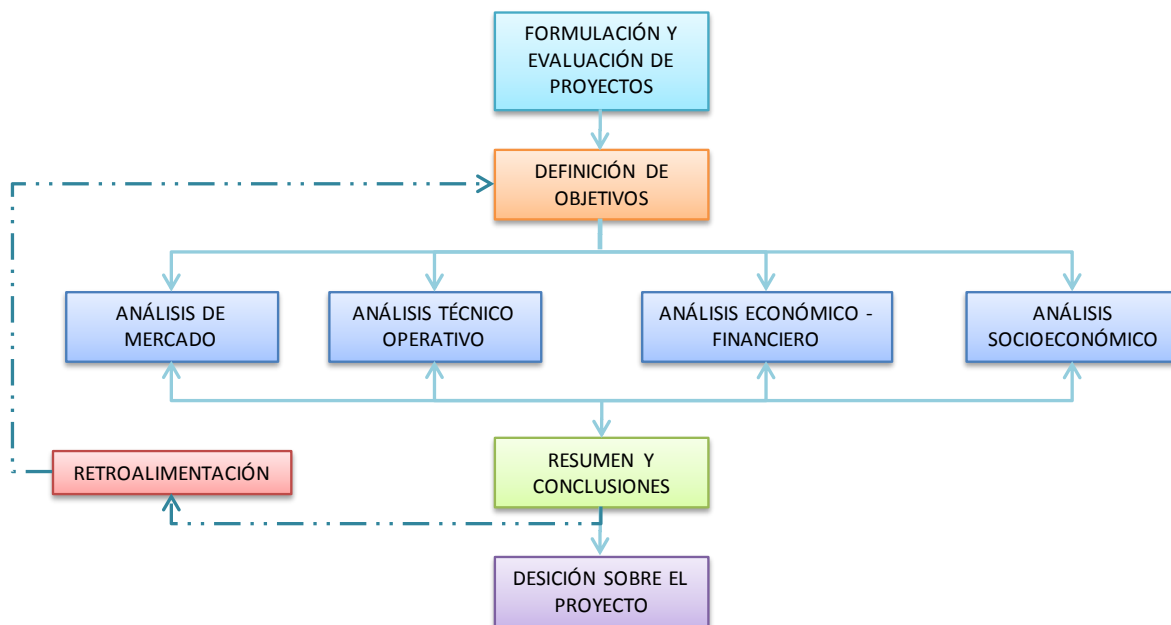 FORMULACIÓN Y
EVALUACIÓN DE
PROYECTOS
DEFINICIÓN DE
OBJETIVOS
ANÁLISIS DE
MERCADO
ANÁLISIS TÉCNICO
OPERATIVO
ANÁLISIS ECONÓMICO -
FINANCIERO
ANÁLISIS
SOCIOECONÓMICO
RETROALIMENTACIÓN
RESUMEN Y
CONCLUSIONES
DESICIÓN SOBRE EL
PROYECTO